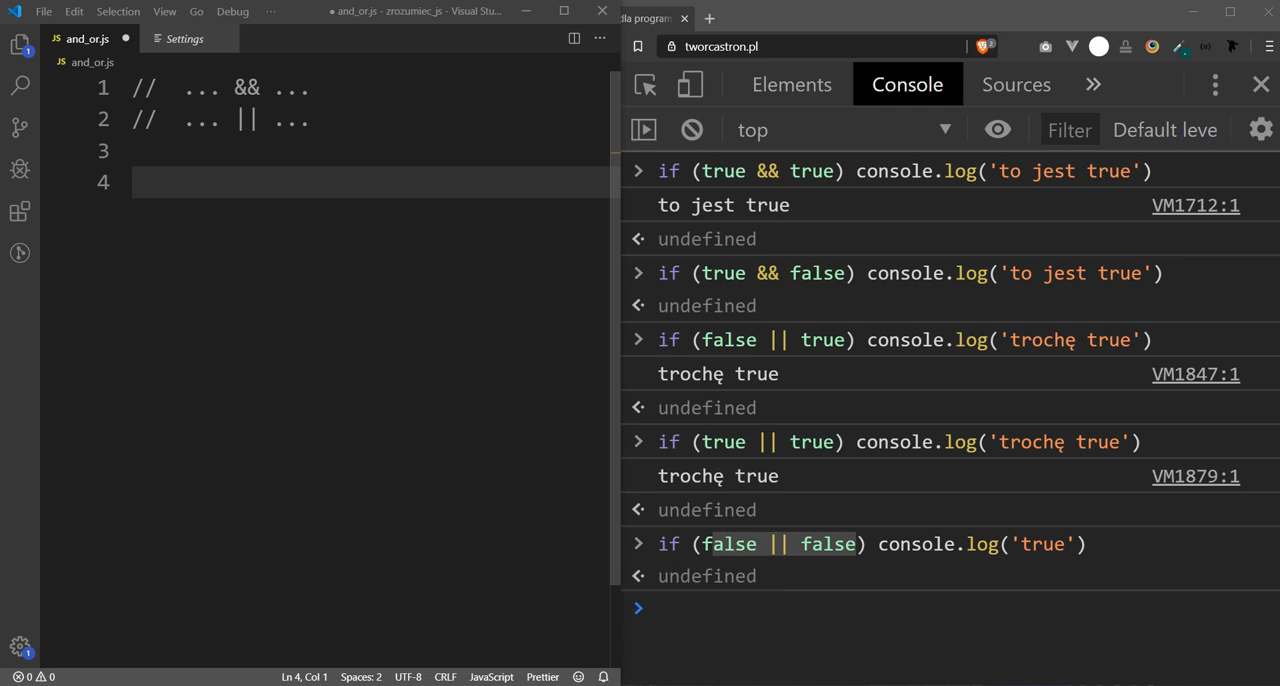 File Edit Selection View Go Debug ··· ● and_or.js - zrozumiec_js - Visual Stu...
JS and_or.js ● Settings
JS and_or.js
1 // ... && ...
2 // ... || ...
3
4
1
1
⊗ 0 ⚠ 0 Ln 4, Col 1 Spaces: 2 UTF-8 CRLF JavaScript Prettier
dla program × +
tworcastron.pl 2
Elements Console Sources »
top ▼ Filter Default leve
> if (true && true) console.log('to jest true')
to jest true VM1712:1
undefined
> if (true && false) console.log('to jest true')
undefined
> if (false || true) console.log('trochę true')
trochę true VM1847:1
undefined
> if (true || true) console.log('trochę true')
trochę true VM1879:1
undefined
> if (false || false) console.log('true')
undefined
>